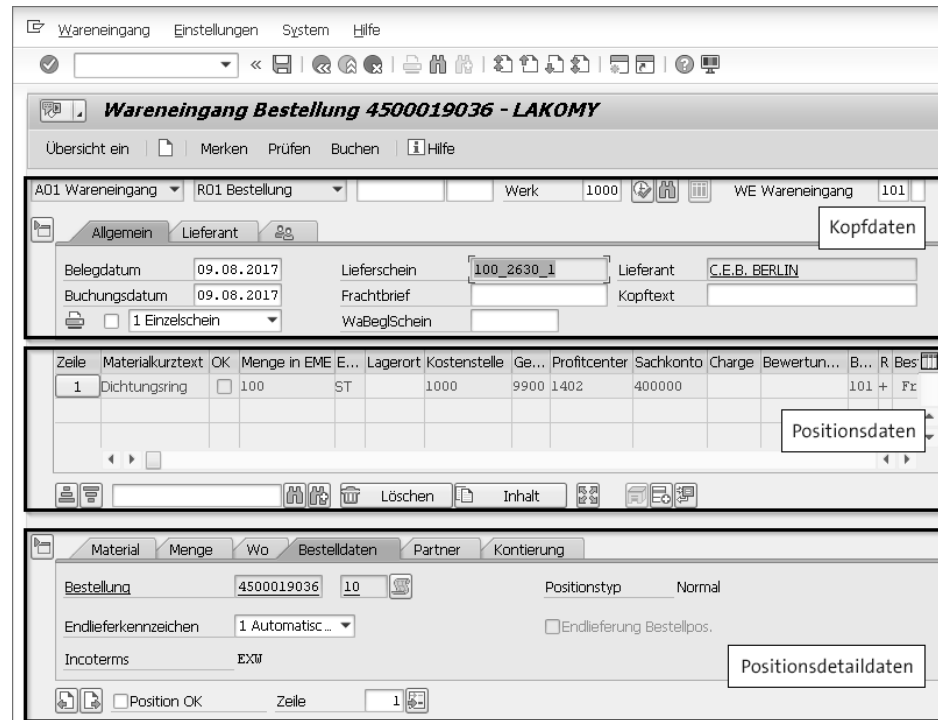 Wareneingang Einstellungen System Hilfe
Wareneingang Bestellung 4500019036 - LAKOMY
Übersicht ein Merken Prüfen Buchen Hilfe
A01 Wareneingang R01 Bestellung Werk 1000 WE Wareneingang 101
Kopfdaten
Allgemein Lieferant
Belegdatum 09.08.2017 Lieferschein 100_2630_1 Lieferant C.E.B. BERLIN
Buchungsdatum 09.08.2017 Frachtbrief Kopftext
1 Einzelschein WaBeglSchein
Zeile Materialkurztext OK Menge in EME E... Lagerort Kostenstelle Ge... Profitcenter Sachkonto Charge Bewertun... B... R Bes
1 Dichtungsring 100 ST 1000 9900 1402 400000 101 + Fr
Positionsdaten
Löschen Inhalt
Material Menge Wo Bestelldaten Partner Kontierung
Bestellung 4500019036 10 Positionstyp Normal
Endlieferkennzeichen 1 Automatisc... Endlieferung Bestellpos.
Incoterms EXW
Positionsdetaildaten
Position OK Zeile 1